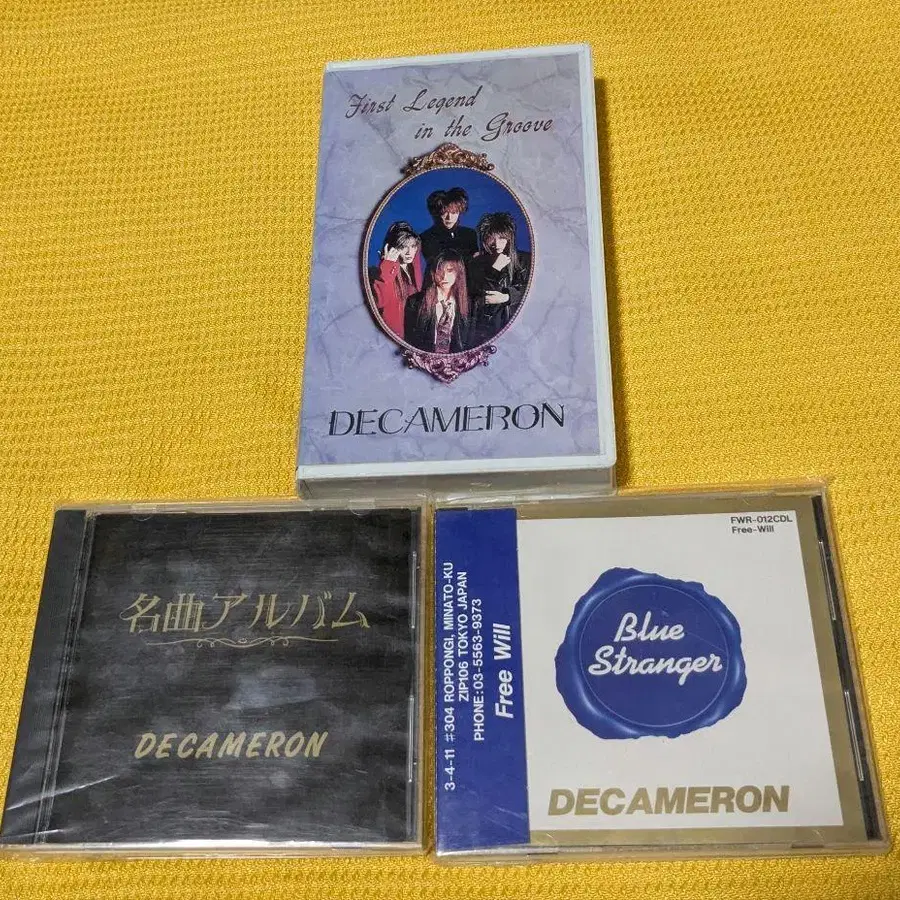 First Legend
in the Groove
DECAMERON
名曲アルバム
DECAMERON
3-4-11 #304 ROPPONGI, MINATO-KU
ZIP106 TOKYO JAPAN
PHONE:03-5563-9373
Free Will
FWR-012CDL
Free-Will
Blue
Stranger
DECAMERON